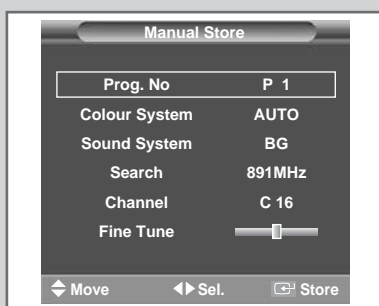 Manual Store
Prog. No P 1
Colour System AUTO
Sound System BG
Search 891MHz
Channel C 16
Fine Tune
Move Sel. Store